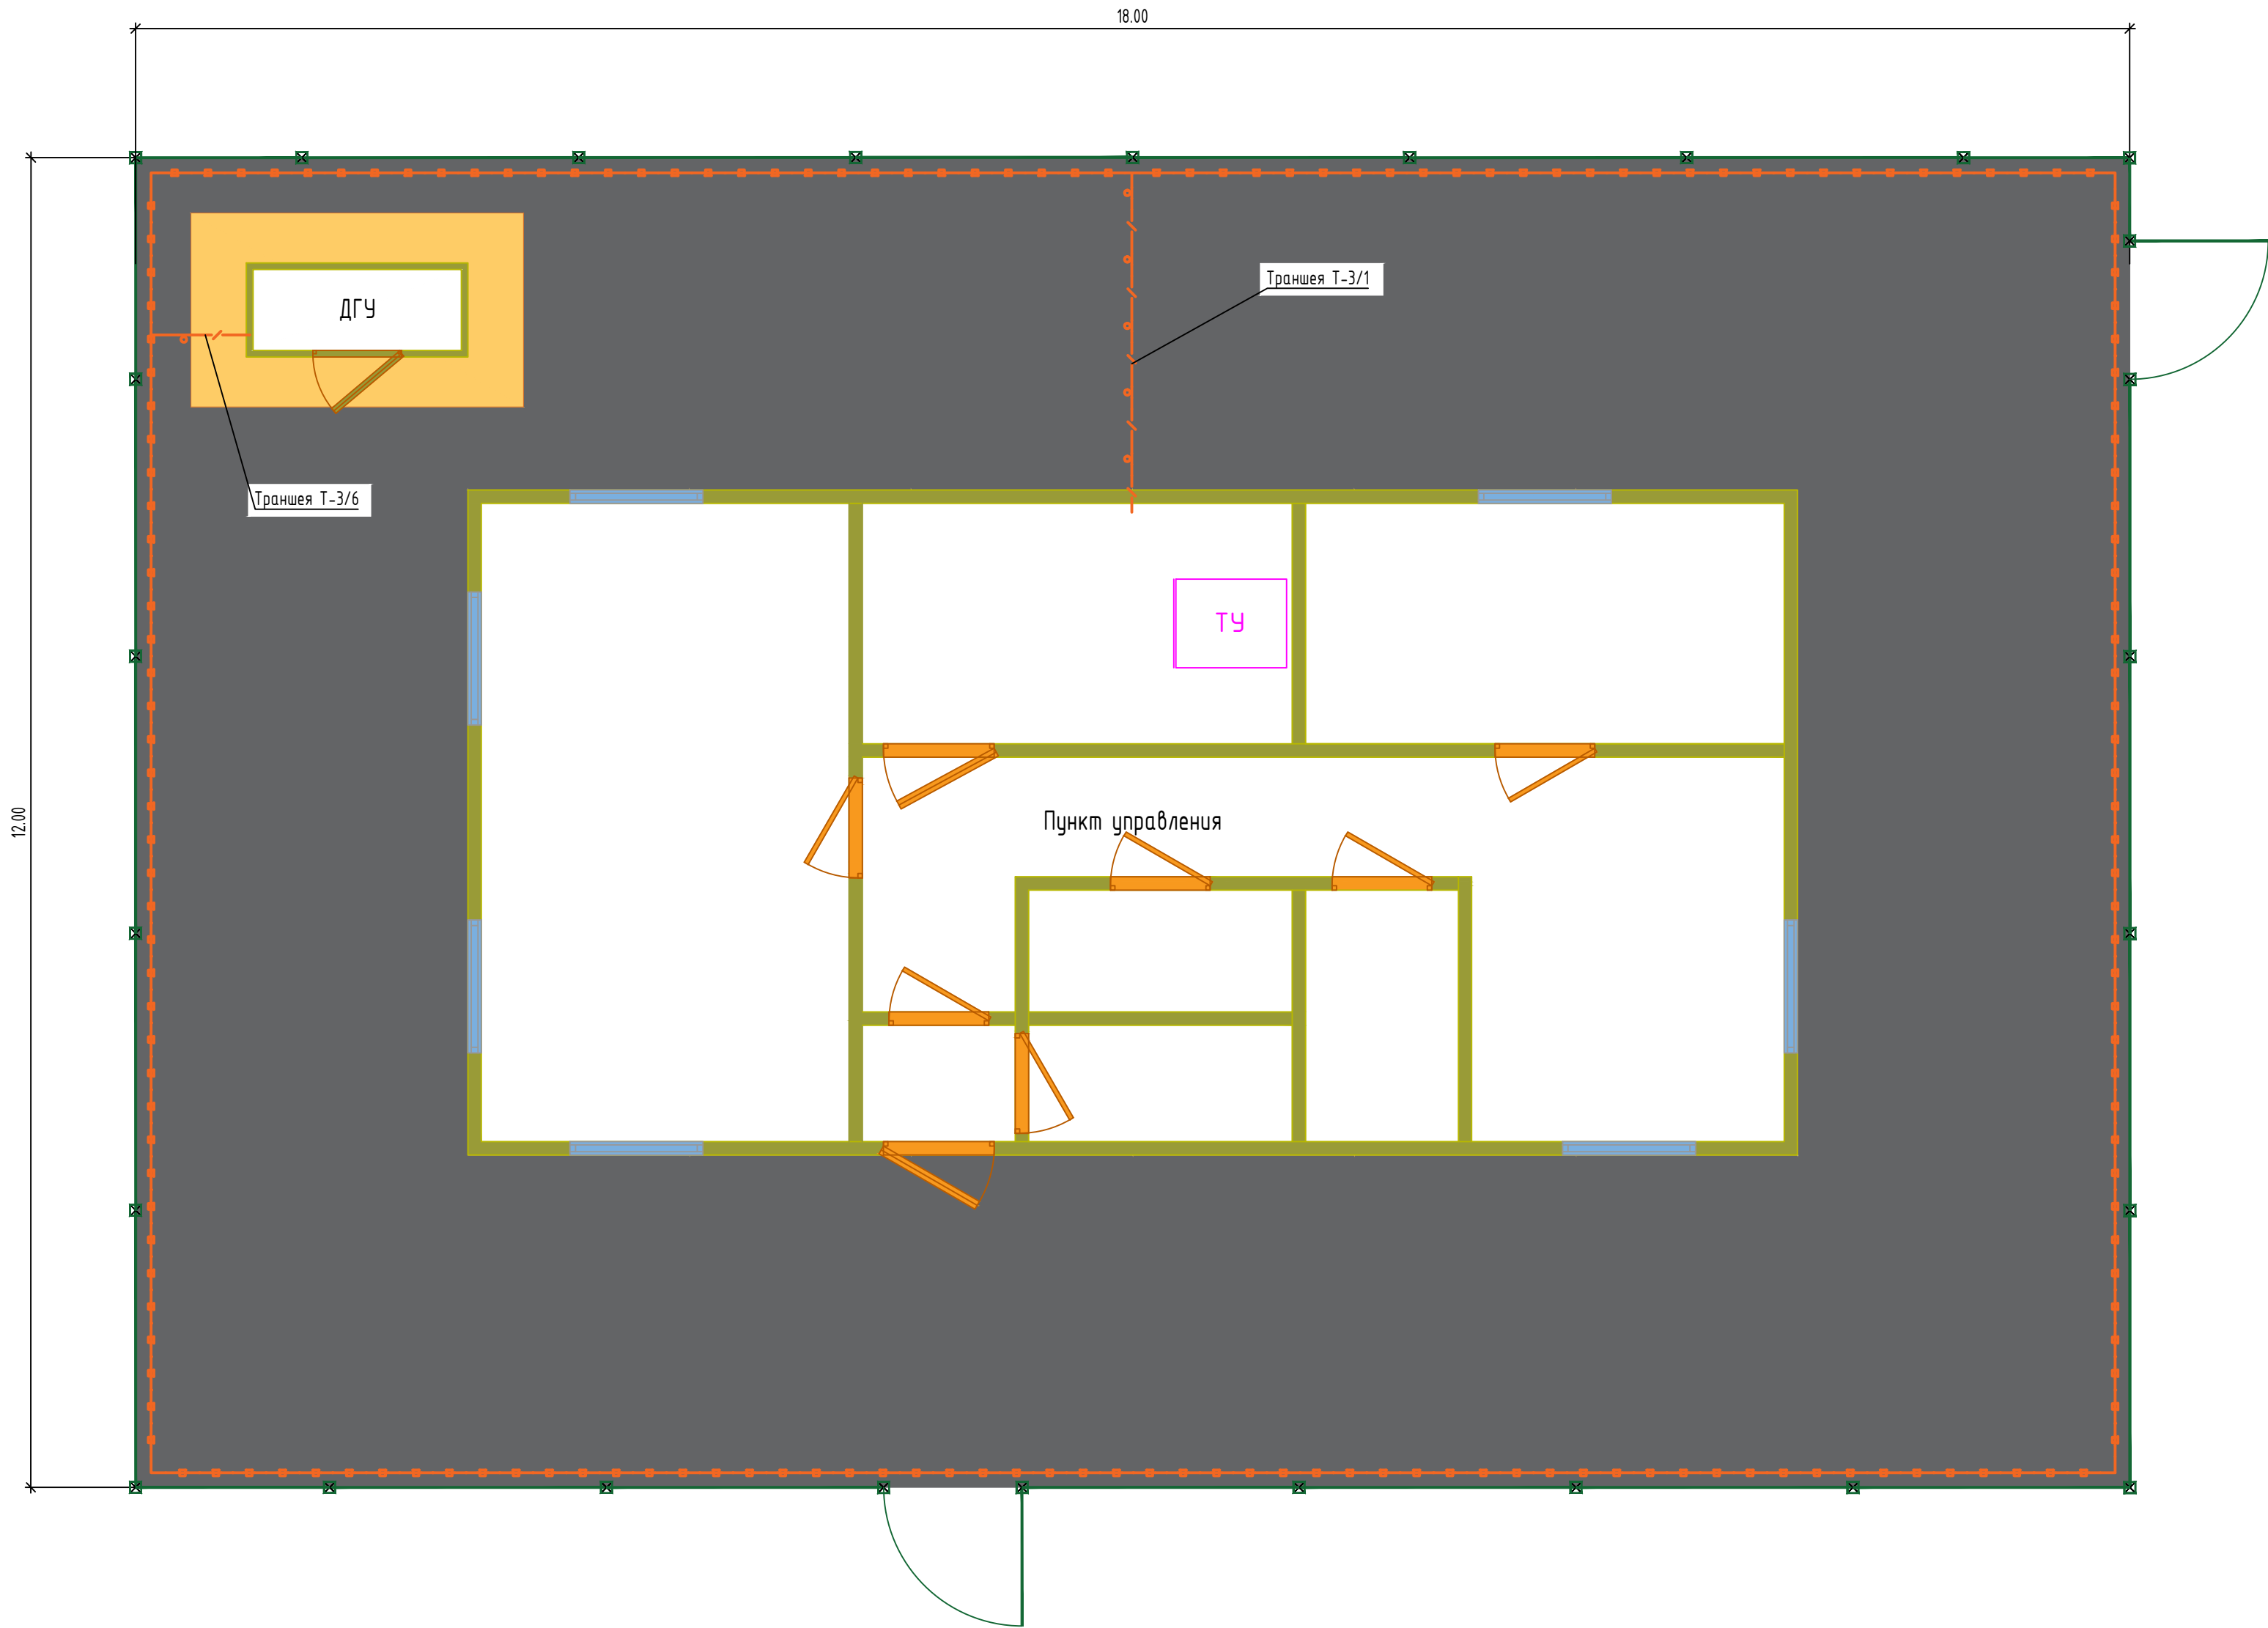 18.00
Траншея Т-3/1
ДГУ
Траншея Т-3/6
ТУ
12.00
Пункт управления